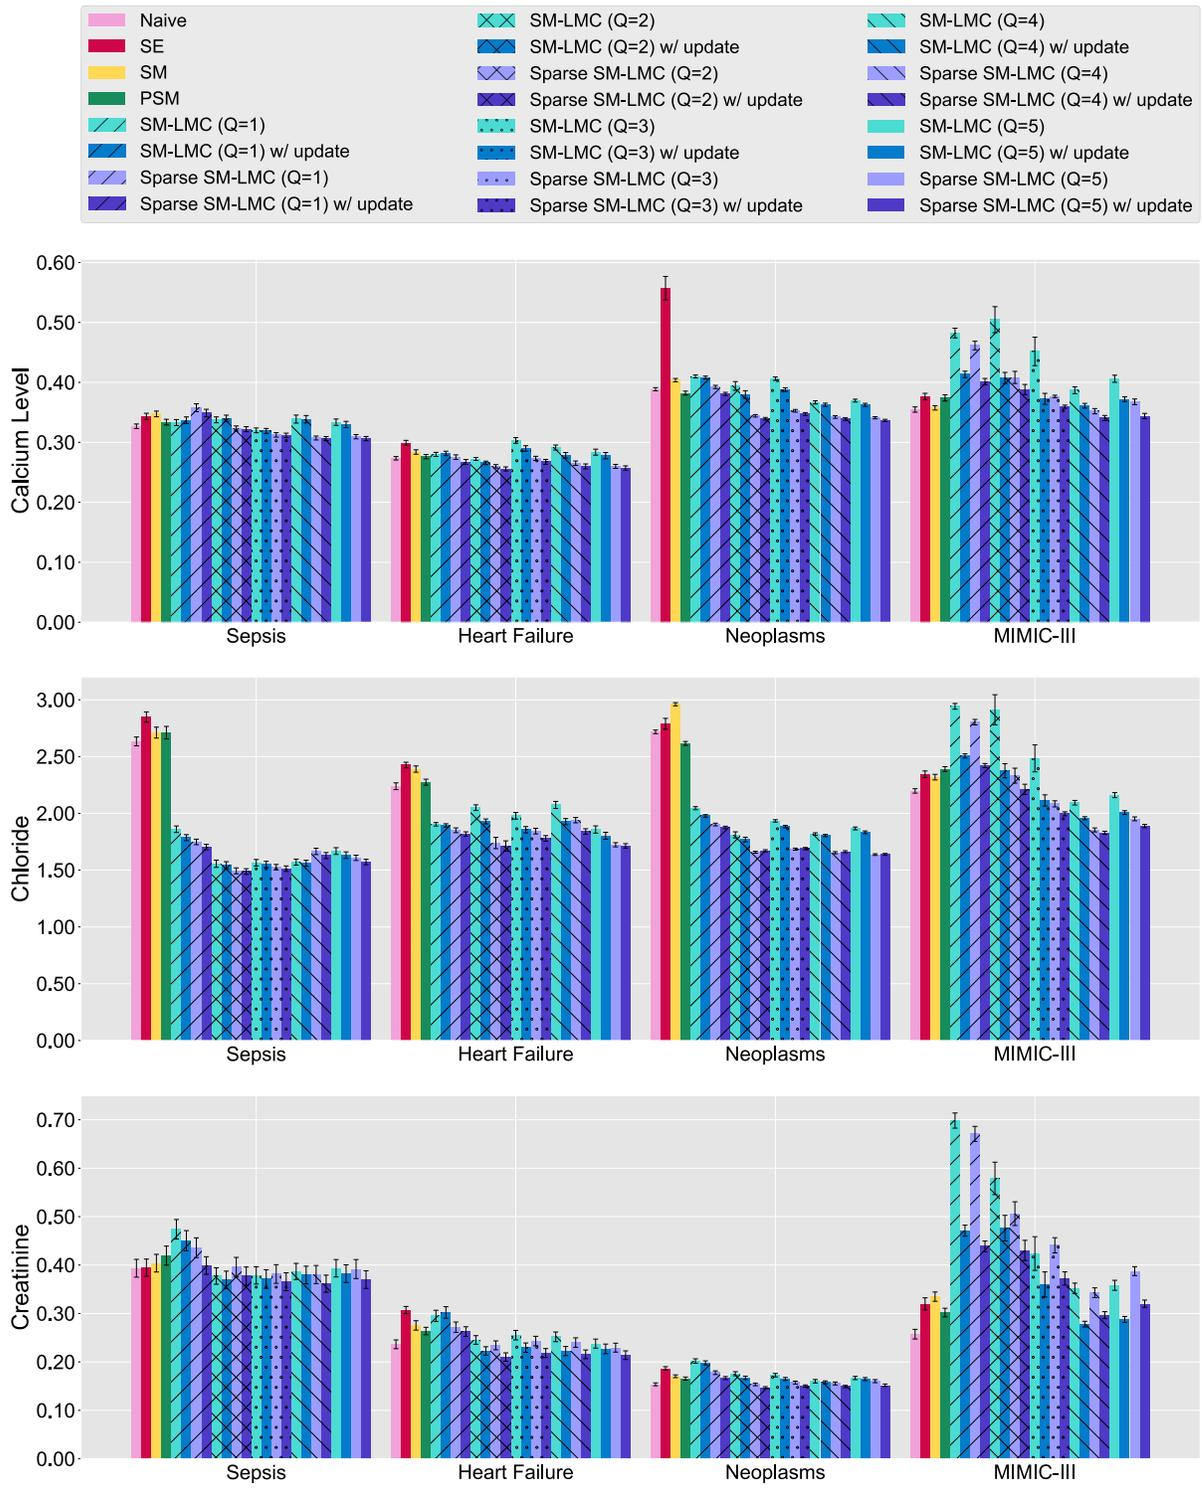 Naive
SE
SM
PSM
SM-LMC (Q=1)
SM-LMC (Q=1) w/ update
Sparse SM-LMC (Q=1)
Sparse SM-LMC (Q=1) w/ update
SM-LMC (Q=2)
SM-LMC (Q=2) w/ update
Sparse SM-LMC (Q=2)
Sparse SM-LMC (Q=2) w/ update
SM-LMC (Q=3)
SM-LMC (Q=3) w/ update
Sparse SM-LMC (Q=3)
Sparse SM-LMC (Q=3) w/ update
SM-LMC (Q=4)
SM-LMC (Q=4) w/ update
Sparse SM-LMC (Q=4)
Sparse SM-LMC (Q=4) w/ update
SM-LMC (Q=5)
SM-LMC (Q=5) w/ update
Sparse SM-LMC (Q=5)
Sparse SM-LMC (Q=5) w/ update
Calcium Level
0.60
0.50
0.40
0.30
0.20
0.10
0.00
Sepsis Heart Failure Neoplasms MIMIC-III
Chloride
3.00
2.50
2.00
1.50
1.00
0.50
0.00
Sepsis Heart Failure Neoplasms MIMIC-III
Creatinine
0.70
0.60
0.50
0.40
0.30
0.20
0.10
0.00
Sepsis Heart Failure Neoplasms MIMIC-III